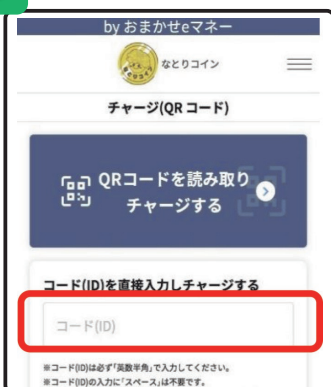 by おまかせeマネー
なとりコイン
チャージ(QR コード)
QRコードを読み取り
チャージする
コード(ID)を直接入力しチャージする
コード(ID)
※コード(ID)は必ず「英数半角」で入力してください。
※コード(ID)の入力に「スペース」は不要です。